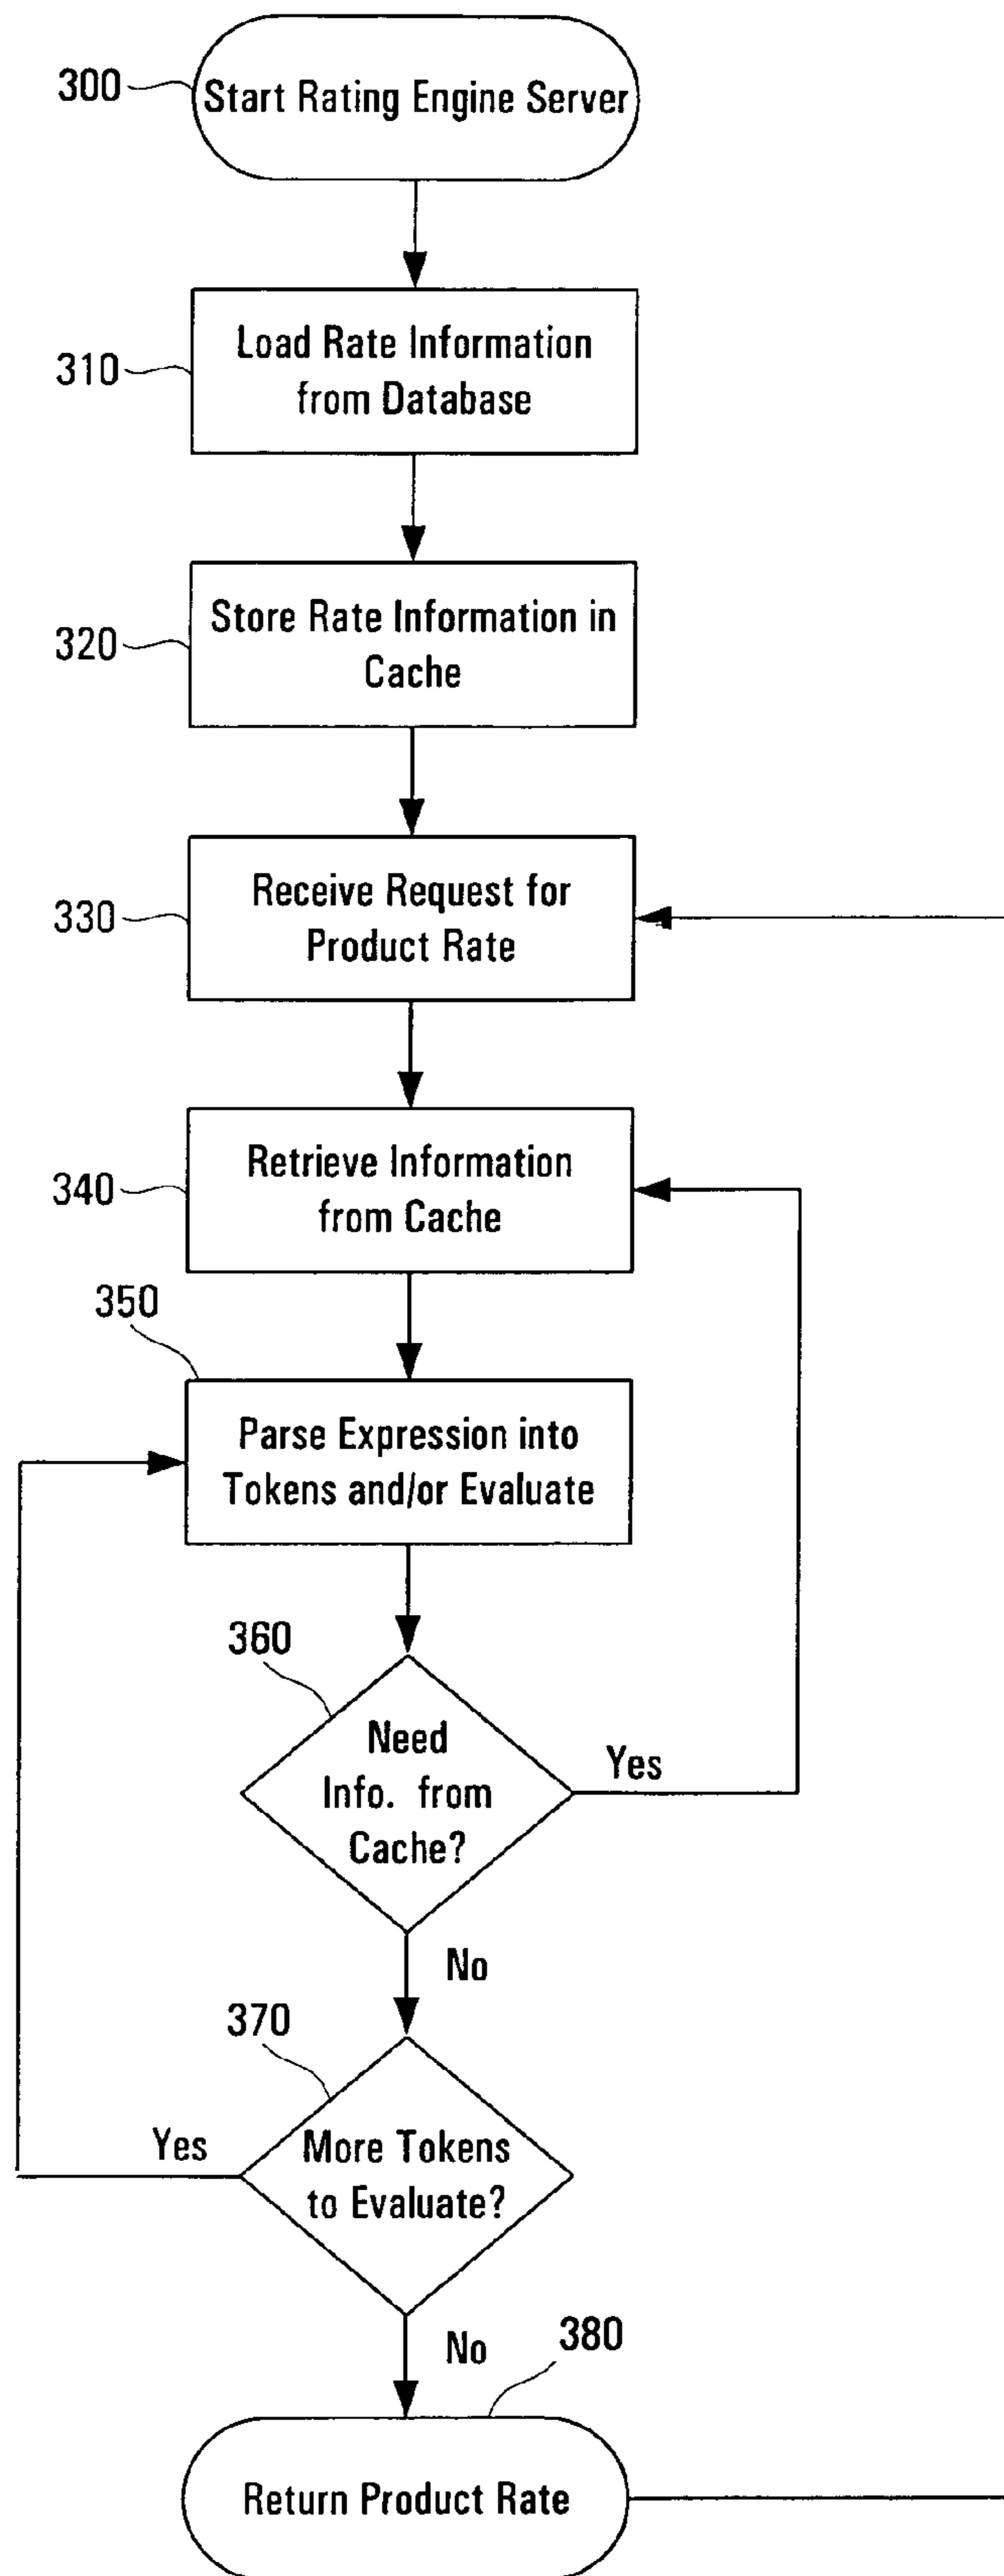 300
Start Rating Engine Server
310
Load Rate Information
from Database
320
Store Rate Information in
Cache
330
Receive Request for
Product Rate
340
Retrieve Information
from Cache
350
Parse Expression into
Tokens and/or Evaluate
360
Need
Info. from
Cache?
Yes
No
370
More Tokens
to Evaluate?
Yes
No
380
Return Product Rate